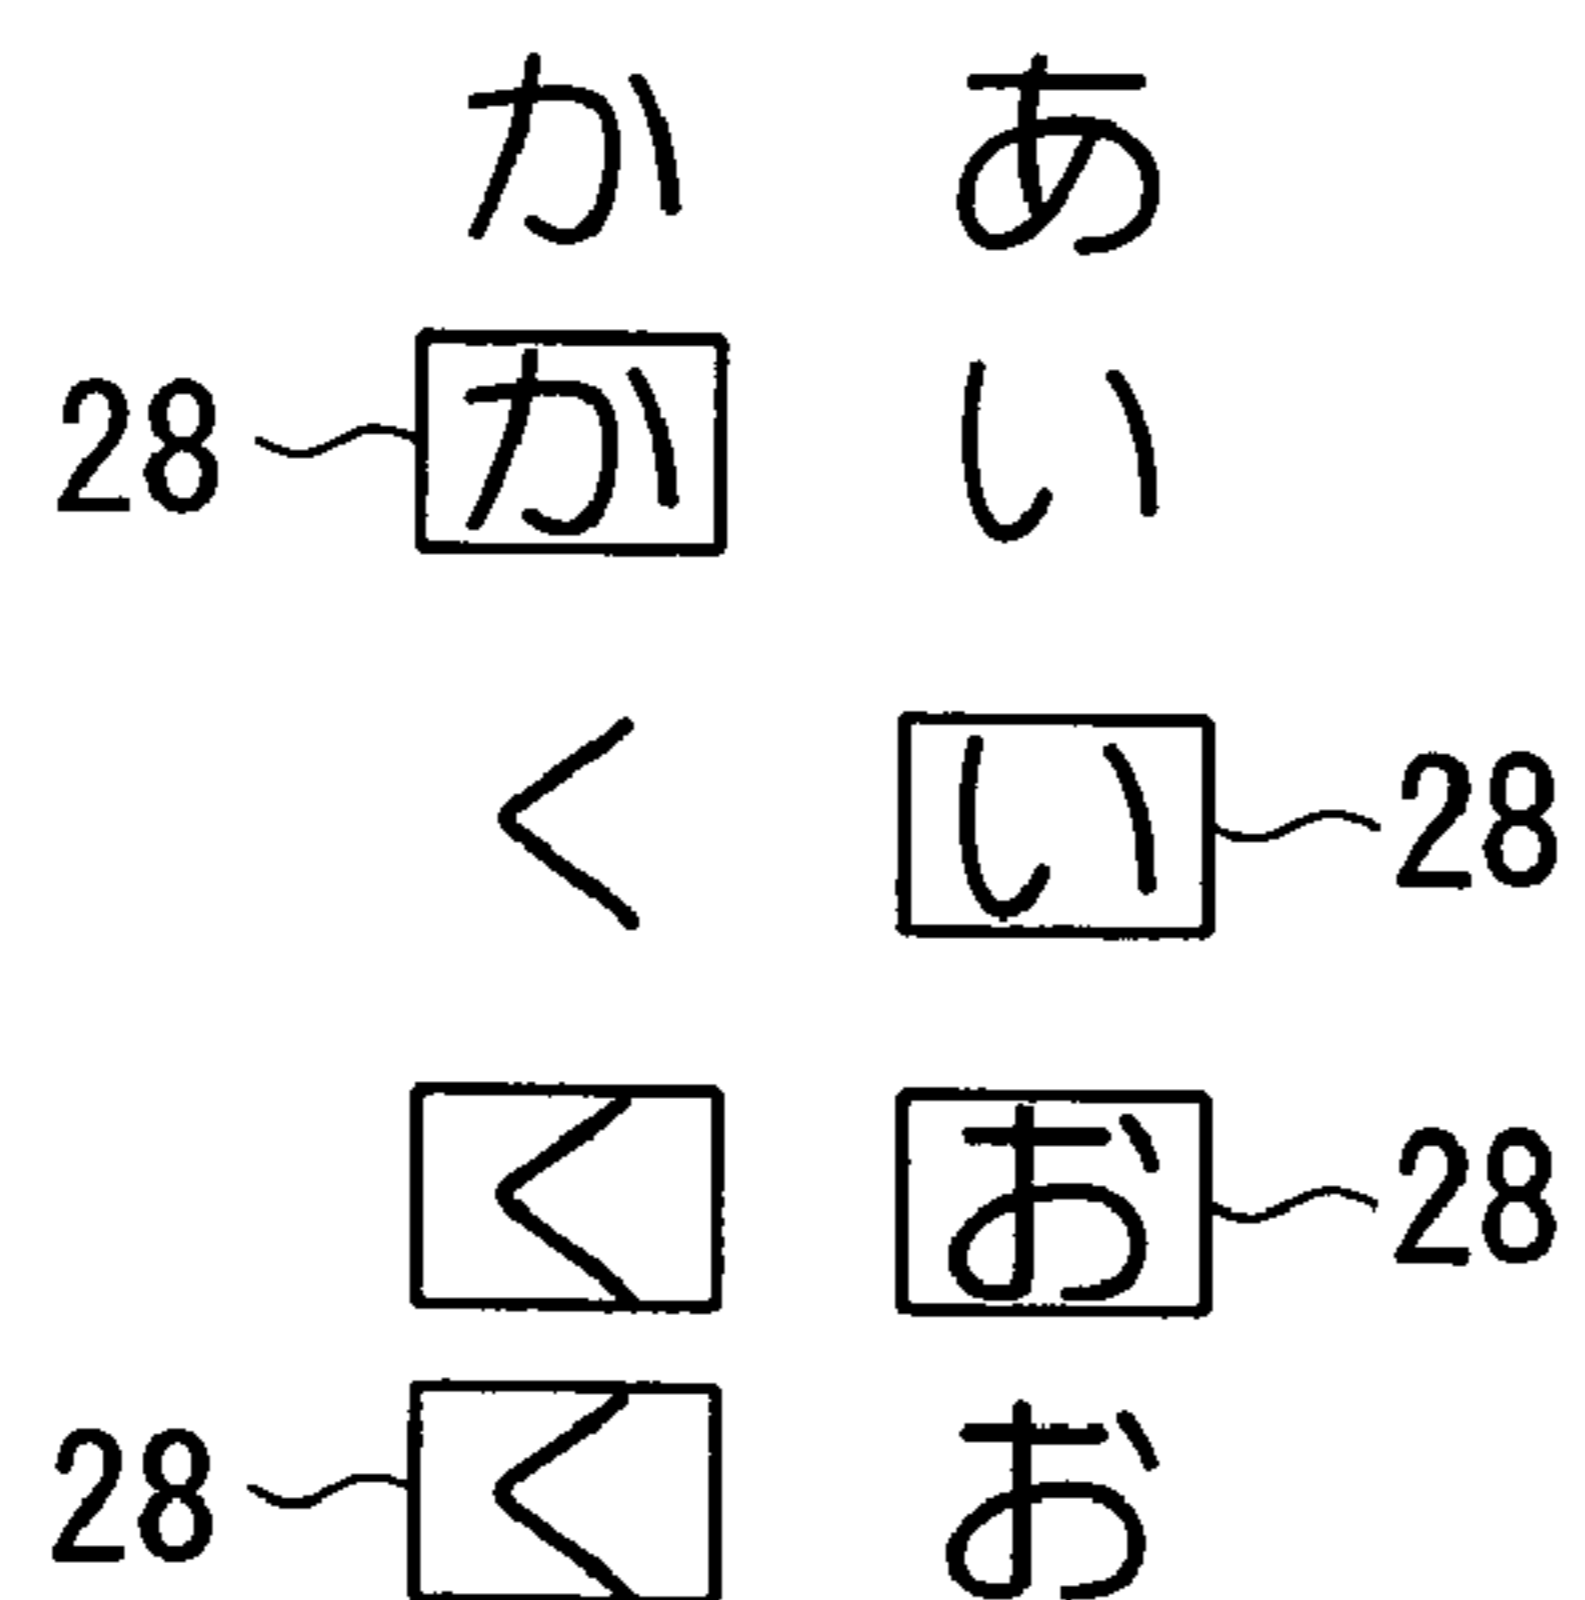 か あ
28 か い
く い 28
く お 28
28 く お